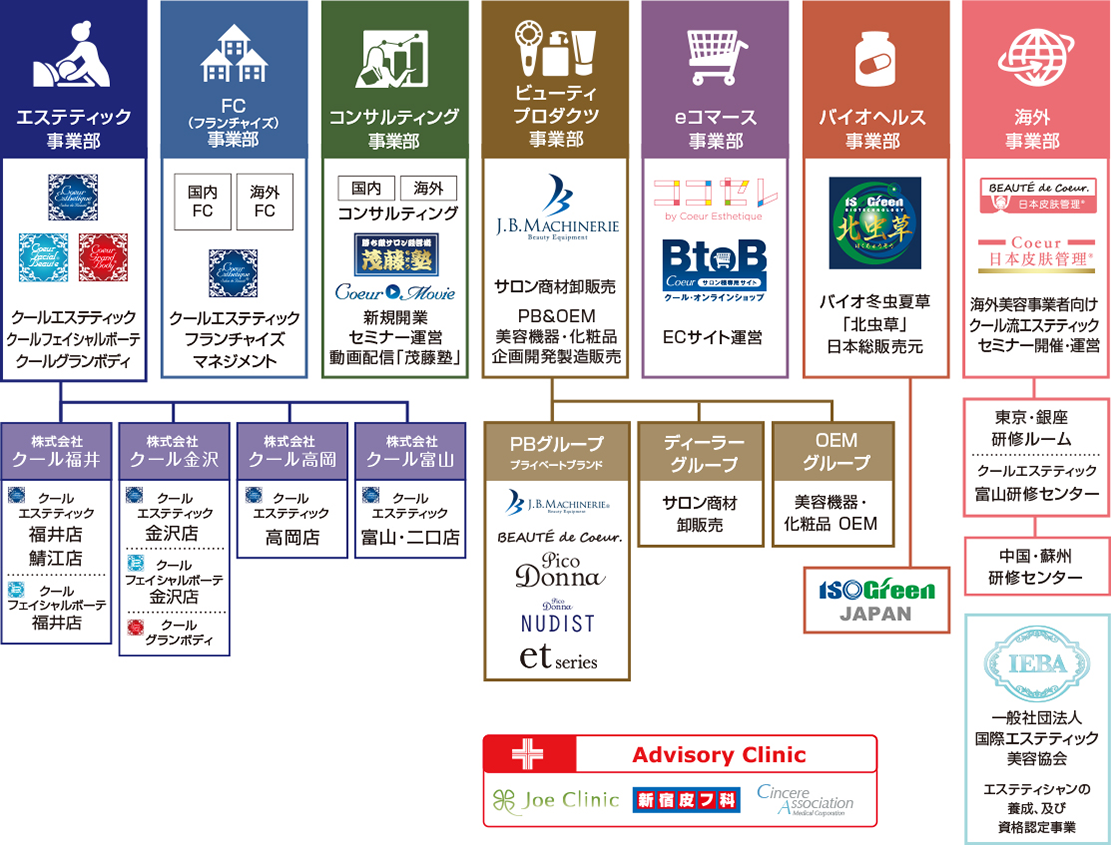 エステティック
事業部
Coeur
Esthetique
Coeur
Facial
Beaute
Coeur
Grand
Body
クールエステティック
クールフェイシャルボーテ
クールグランボディ
FC
（フランチャイズ）
事業部
国内
FC
海外
FC
Coeur
Esthetique
クールエステティック
フランチャイズ
マネジメント
コンサルティング
事業部
国内
海外
コンサルティング
勝ち組サロン経営術
茂藤塾
Coeur Movie
新規開業
セミナー運営
動画配信「茂藤塾」
ビューティ
プロダクツ
事業部
J.B.MACHINERIE
Beauty Equipment
サロン商材卸販売
PB&OEM
美容機器・化粧品
企画開発製造販売
eコマース
事業部
ココセレ
by Coeur Esthetique
BtoB
Coeur サロン様専用サイト
クール・オンラインショップ
ECサイト運営
バイオヘルス
事業部
ISOGreen
BIOTECHNOLOGY
北虫草
ほくちゅうそう
バイオ冬虫夏草
「北虫草」
日本総販売元
海外
事業部
BEAUTÉ de Coeur.
日本皮肤管理®
Coeur
日本皮肤管理®
海外美容事業者向け
クール流エステティック
セミナー開催・運営
株式会社
クール福井
クール
エステティック
福井店
鯖江店
クール
フェイシャルボーテ
福井店
株式会社
クール金沢
クール
エステティック
金沢店
クール
フェイシャルボーテ
金沢店
クール
グランボディ
株式会社
クール高岡
クール
エステティック
高岡店
株式会社
クール富山
クール
エステティック
富山・二口店
PBグループ
プライベートブランド
J.B.MACHINERIE®
Beauty Equipment
BEAUTÉ de Coeur.
Pico
Donna
Pico
Donna
NUDIST
et series
ディーラー
グループ
サロン商材
卸販売
OEM
グループ
美容機器・
化粧品 OEM
ISOGreen
JAPAN
東京・銀座
研修ルーム
クールエステティック
富山研修センター
中国・蘇州
研修センター
IEBA
一般社団法人
国際エステティック
美容協会
エステティシャンの
養成、及び
資格認定事業
Advisory Clinic
Joe Clinic
新宿皮フ科
Cincere
Association
Medical Corporation